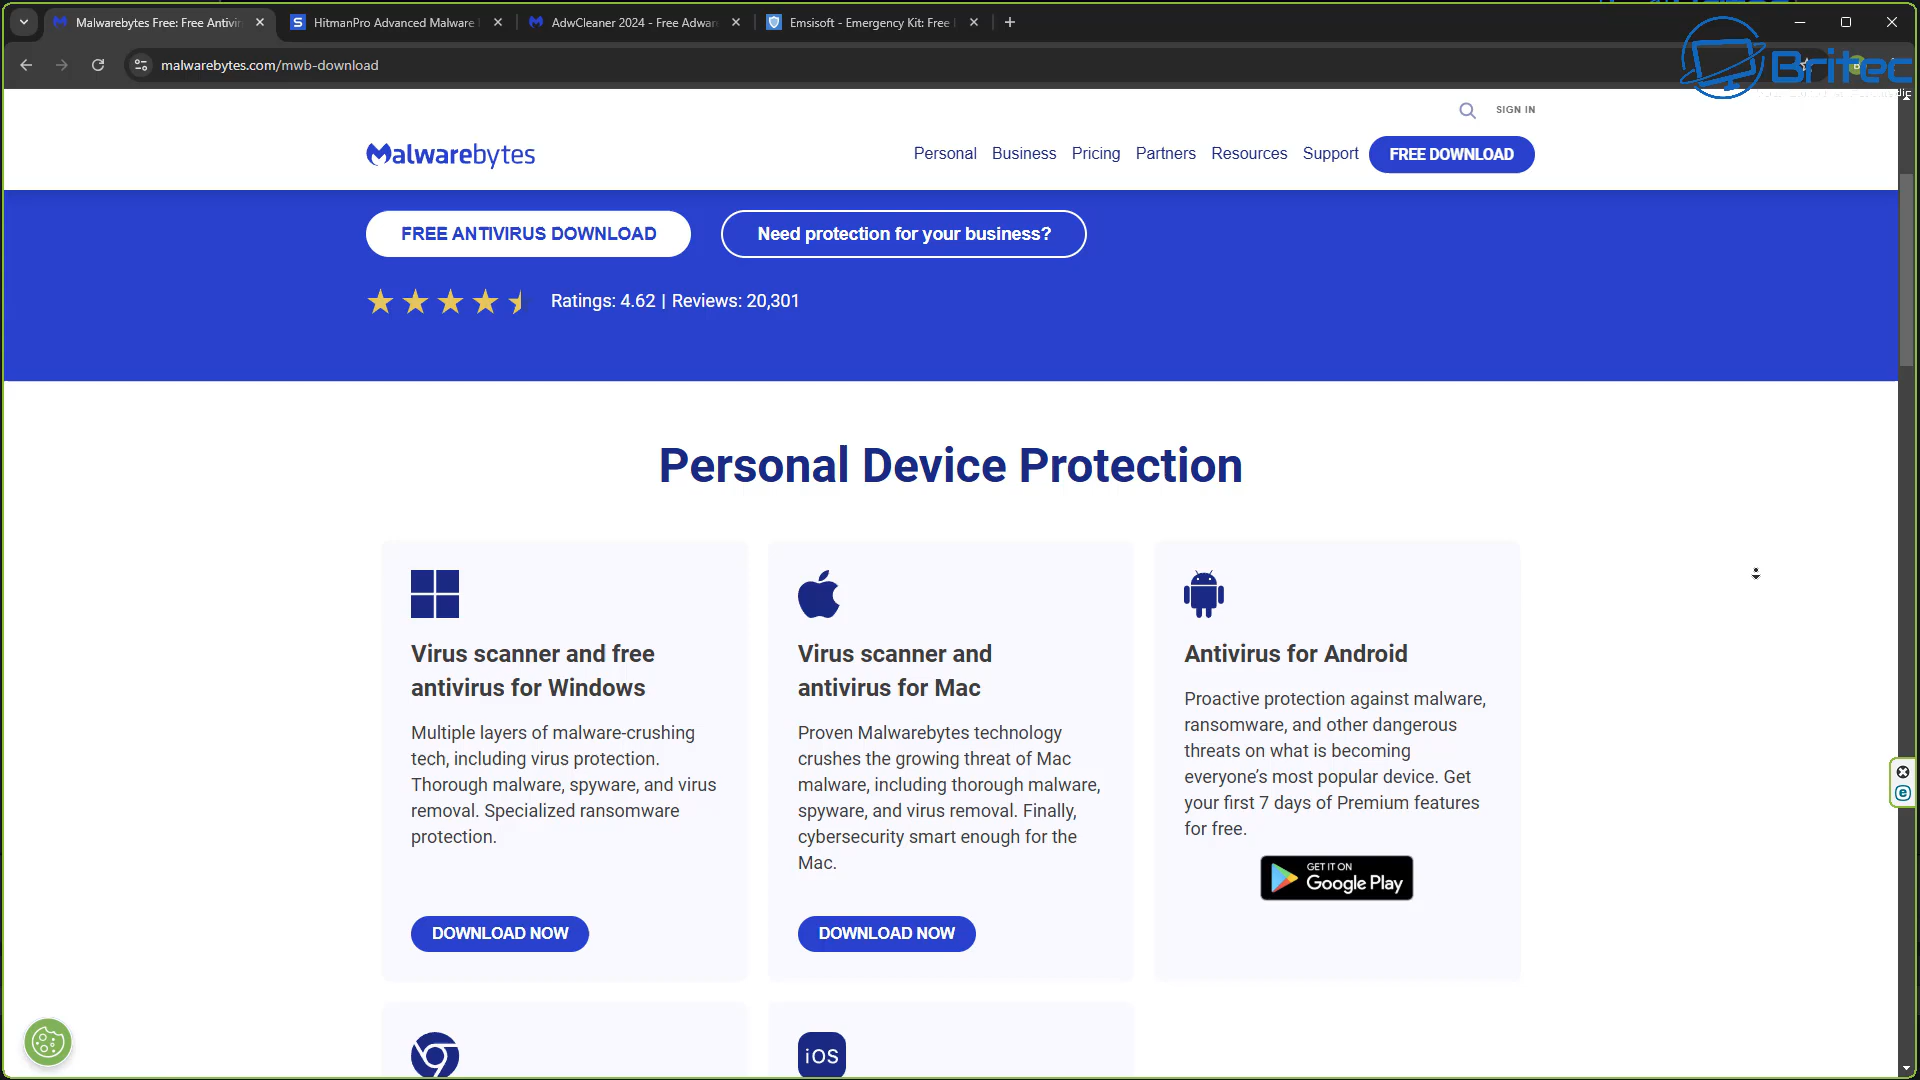 Malwarebytes Free: Free Antivir
HitmanPro Advanced Malware
AdwCleaner 2024 - Free Adwar
Emsisoft - Emergency Kit: Free
malwarebytes.com/mwb-download
Britec
SIGN IN
Malwarebytes
Personal Business Pricing Partners Resources Support FREE DOWNLOAD
FREE ANTIVIRUS DOWNLOAD
Need protection for your business?
Ratings: 4.62 | Reviews: 20,301
Personal Device Protection
Virus scanner and free
antivirus for Windows
Multiple layers of malware-crushing
tech, including virus protection.
Thorough malware, spyware, and virus
removal. Specialized ransomware
protection.
DOWNLOAD NOW
Virus scanner and
antivirus for Mac
Proven Malwarebytes technology
crushes the growing threat of Mac
malware, including thorough malware,
spyware, and virus removal. Finally,
cybersecurity smart enough for the
Mac.
DOWNLOAD NOW
Antivirus for Android
Proactive protection against malware,
ransomware, and other dangerous
threats on what is becoming
everyone’s most popular device. Get
your first 7 days of Premium features
for free.
GET IT ON
Google Play
iOS